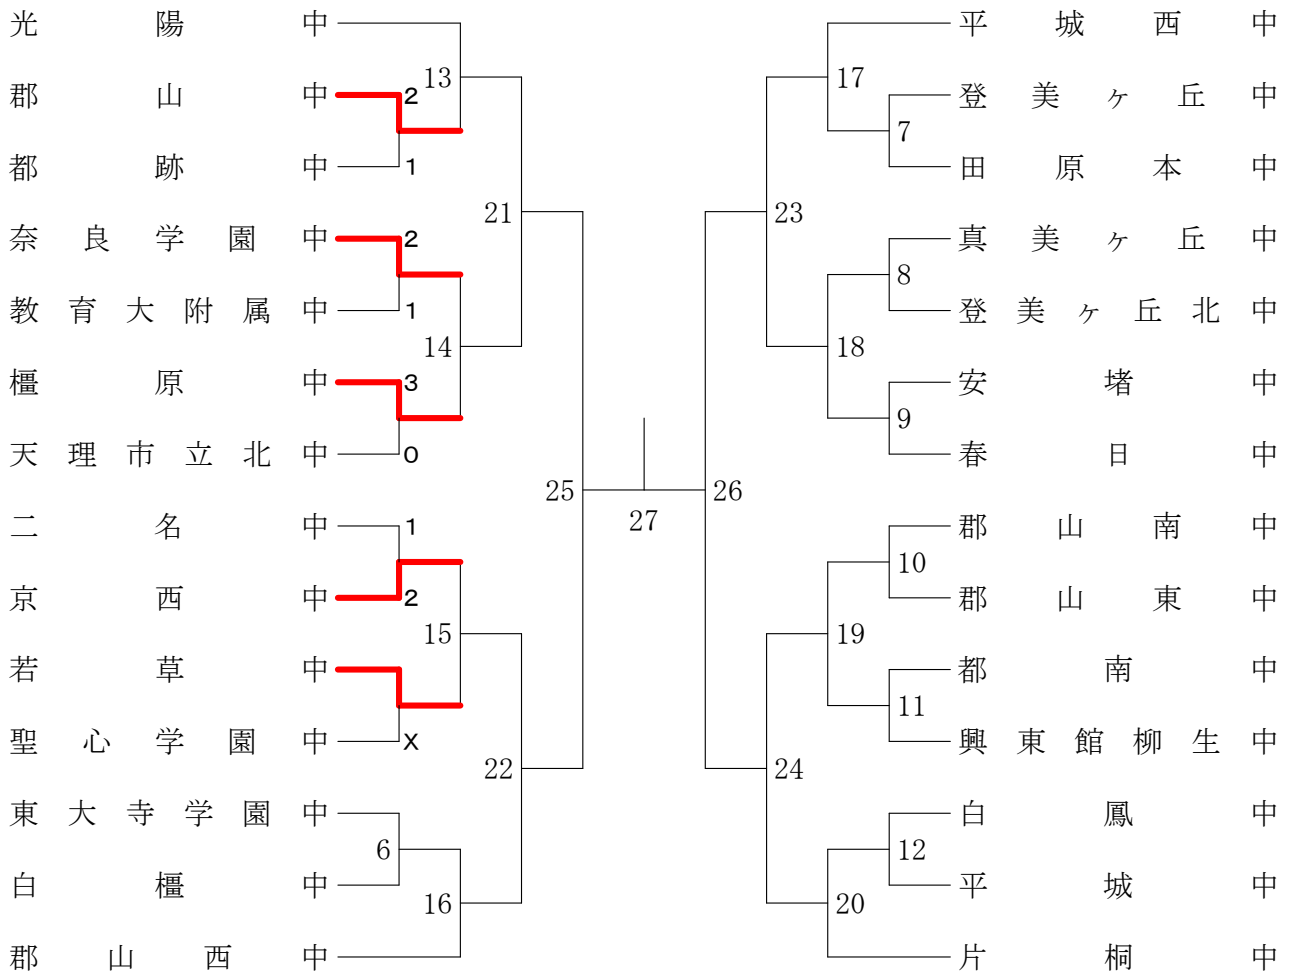 光陽中
13
郡山中 2
都跡中 1
21
奈良学園中 2
教育大附属中 1
14
橿原中 3
天理市立北中 0
25
二名中 1
京西中 2
15
若草中
聖心学園中 X
22
東大寺学園中
6
白橿中
16
郡山西中
27
平城西中
17
登美ヶ丘中
7
田原本中
23
真美ヶ丘中
8
登美ヶ丘北中
18
安堵中
9
春日中
26
郡山南中
10
郡山東中
19
都南中
11
興東館柳生中
24
白鳳中
12
平城中
20
片桐中